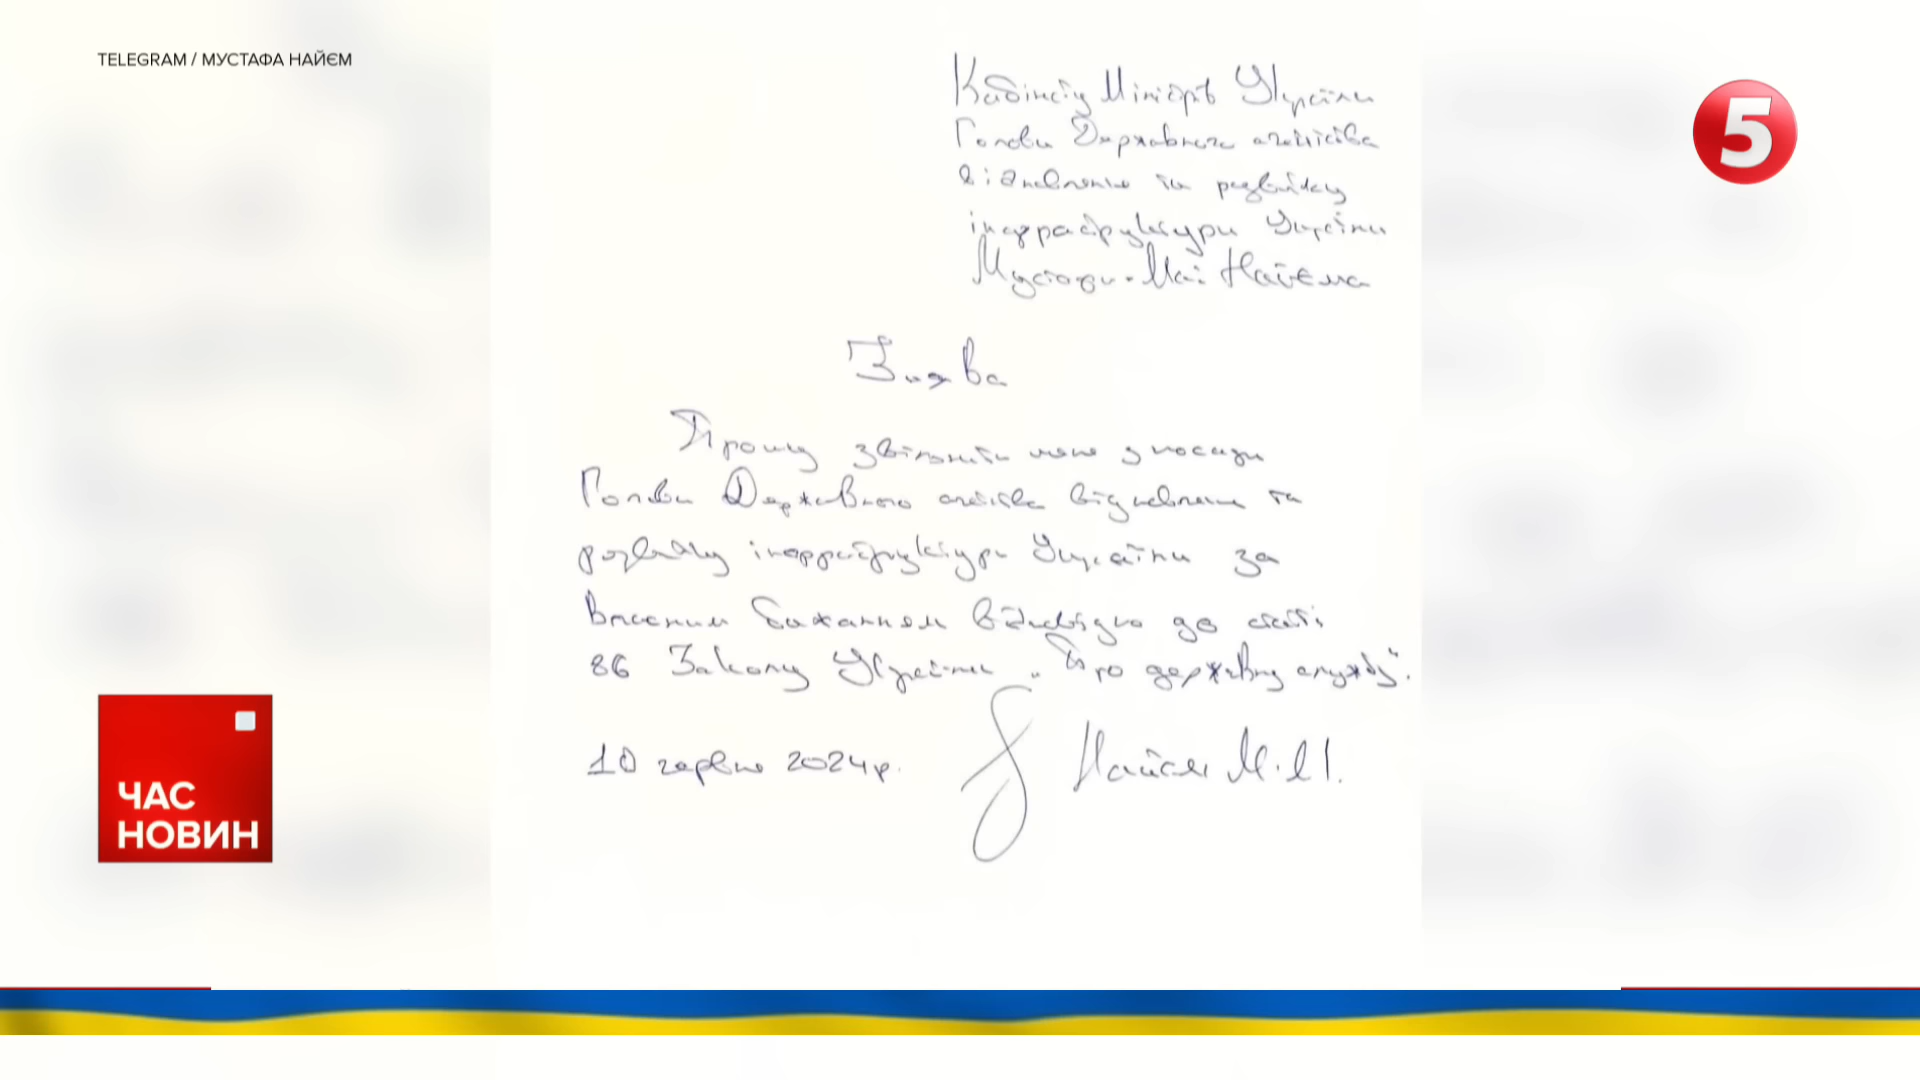 TELEGRAM / МУСТАФА НАЙЄМ
5
Кабінету Міністрів України
Голови Державного агентства
відновлення та розвитку
інфраструктури України
Мустафи-Масі Найєма
Заява
Прошу звільнити мене з посади
Голови Державного агентства відновлення та
розвитку інфраструктури України за
власним бажанням відповідно до статті
86 Закону України "Про державну службу".
10 червня 2024 р.
Найєм М.М.
ЧАС
НОВИН